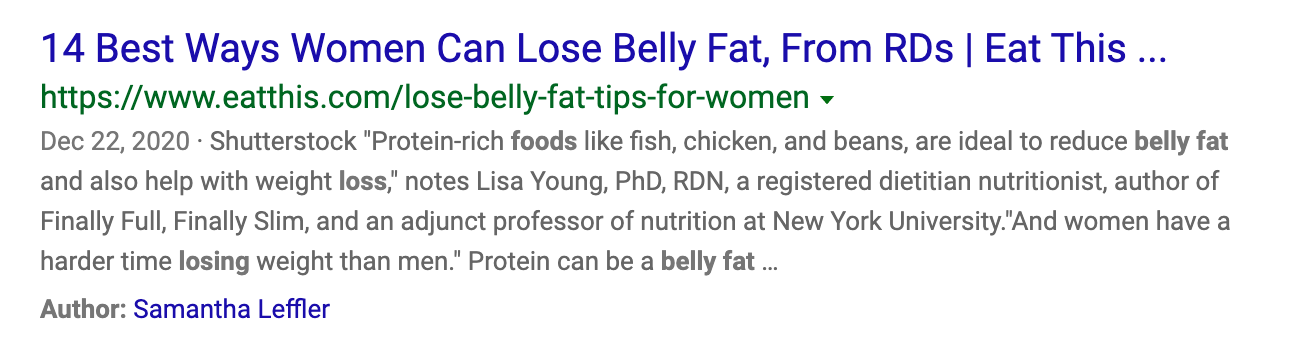 14 Best Ways Women Can Lose Belly Fat, From RDs | Eat This ...
https://www.eatthis.com/lose-belly-fat-tips-for-women
Dec 22, 2020 · Shutterstock "Protein-rich foods like fish, chicken, and beans, are ideal to reduce belly fat
and also help with weight loss," notes Lisa Young, PhD, RDN, a registered dietitian nutritionist, author of
Finally Full, Finally Slim, and an adjunct professor of nutrition at New York University."And women have a
harder time losing weight than men." Protein can be a belly fat ...
Author: Samantha Leffler